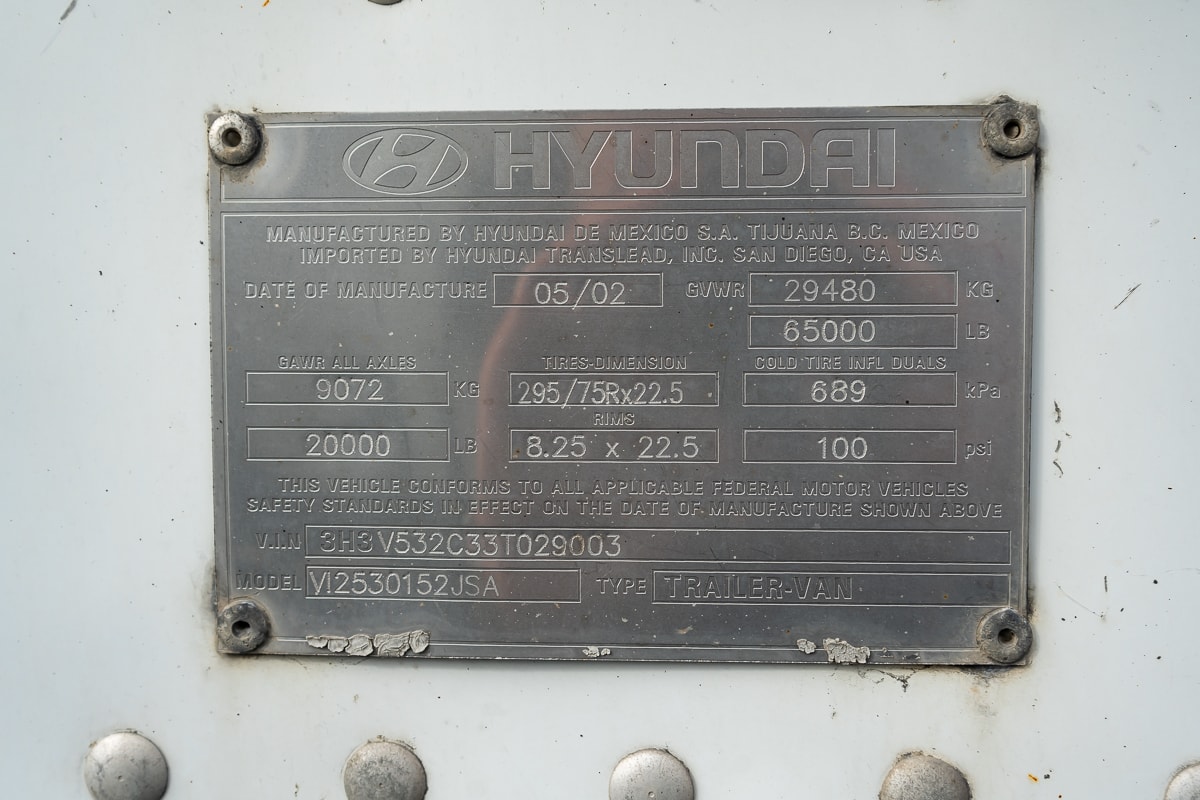 HYUNDAI
MANUFACTURED BY HYUNDAI DE MEXICO S.A. TIJUANA B.C. MEXICO
IMPORTED BY HYUNDAI TRANSLEAD, INC. SAN DIEGO, CA USA
DATE OF MANUFACTURE 05/02 GVWR 29480 KG
65000 LB
GAWR ALL AXLES TIRES-DIMENSION COLD TIRE INFL DUALS
9072 KG 295/75Rx22.5 689 kPa
RIMS
20000 LB 8.25 x 22.5 100 psi
THIS VEHICLE CONFORMS TO ALL APPLICABLE FEDERAL MOTOR VEHICLES
SAFETY STANDARDS IN EFFECT ON THE DATE OF MANUFACTURE SHOWN ABOVE
V.I.N 3H3V532C33T029003
MODEL VI2530152JSA TYPE TRAILER-VAN